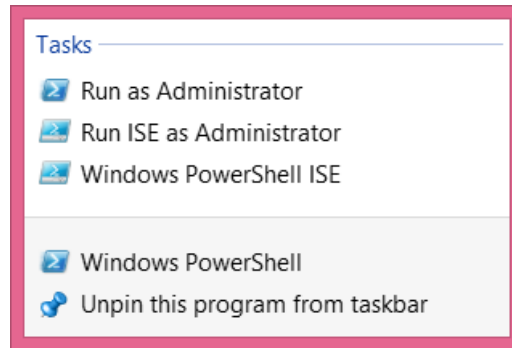 Tasks
Run as Administrator
Run ISE as Administrator
Windows PowerShell ISE
Windows PowerShell
Unpin this program from taskbar